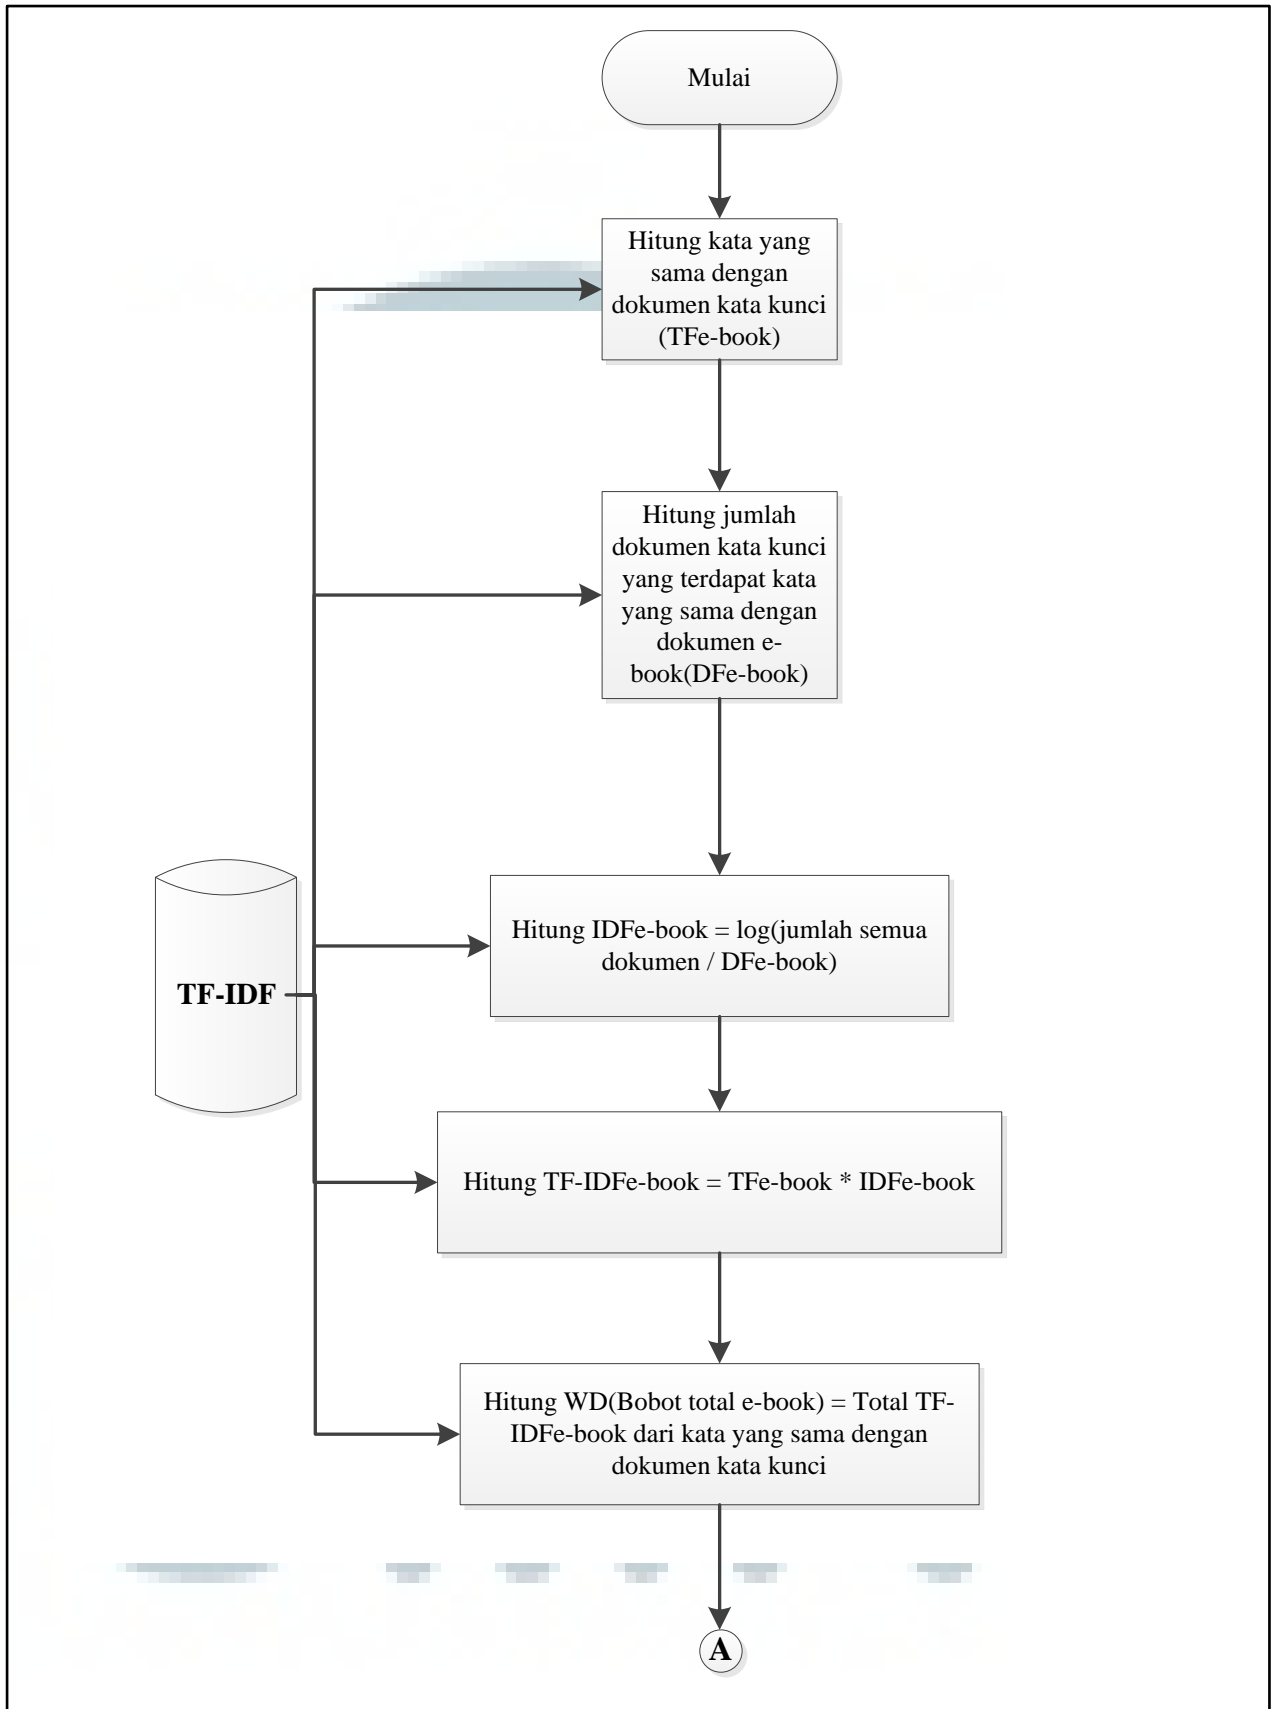 Mulai
Hitung kata yang
sama dengan
dokumen kata kunci
(TFe-book)
Hitung jumlah
dokumen kata kunci
yang terdapat kata
yang sama dengan
dokumen e-
book(DFe-book)
Hitung IDFe-book = log(jumlah semua
dokumen / DFe-book)
TF-IDF
Hitung TF-IDFe-book = TFe-book * IDFe-book
Hitung WD(Bobot total e-book) = Total TF-
IDFe-book dari kata yang sama dengan
dokumen kata kunci
A